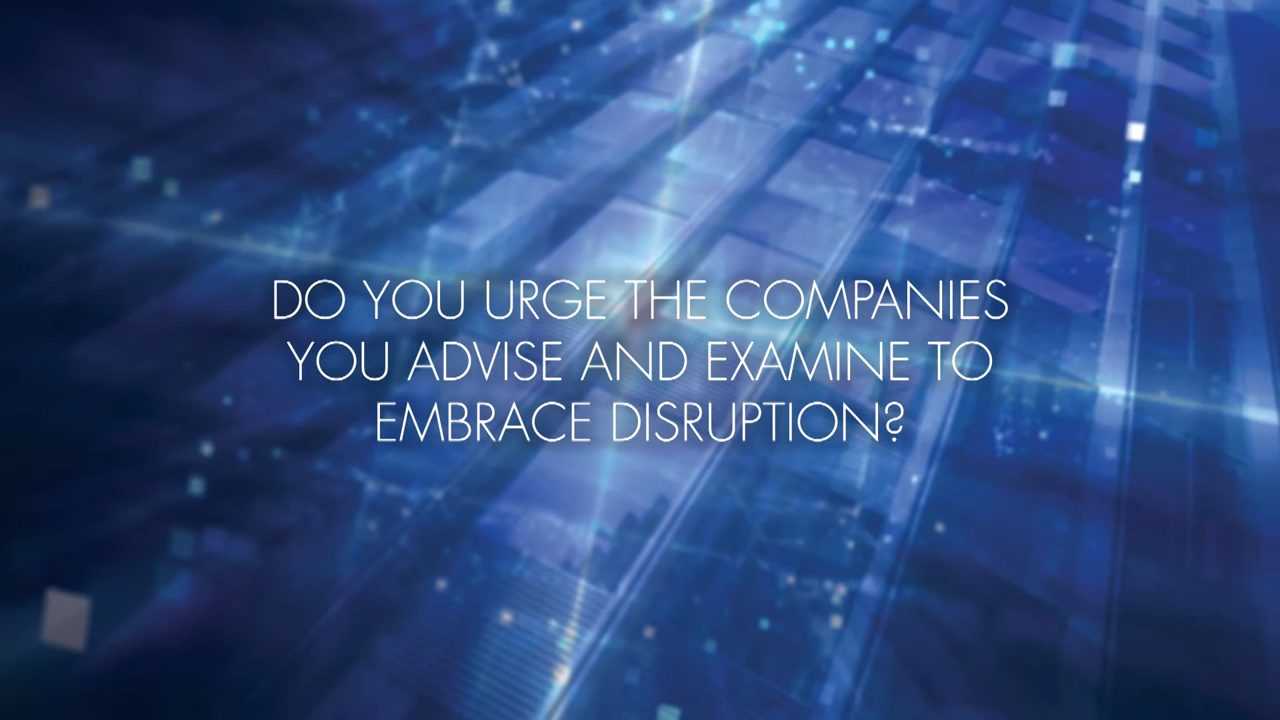 DO YOU URGE THE COMPANIES
YOU ADVISE AND EXAMINE TO
EMBRACE DISRUPTION?